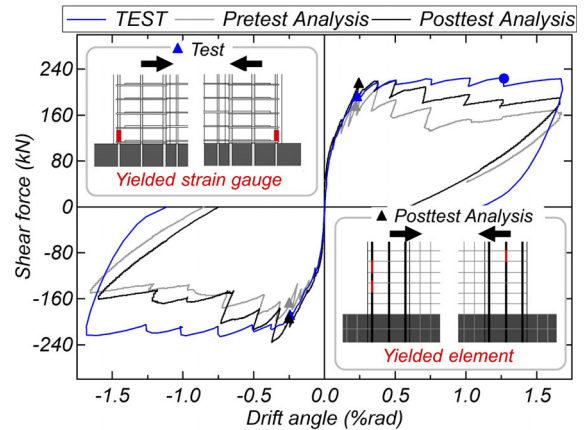 TEST Pretest Analysis Posttest Analysis
240
160
80
0
-80
-160
-240
Shear force (kN)
Test
Yielded strain gauge
Posttest Analysis
Yielded element
-1.5 -1.0 -0.5 0.0 0.5 1.0 1.5
Drift angle (%rad)